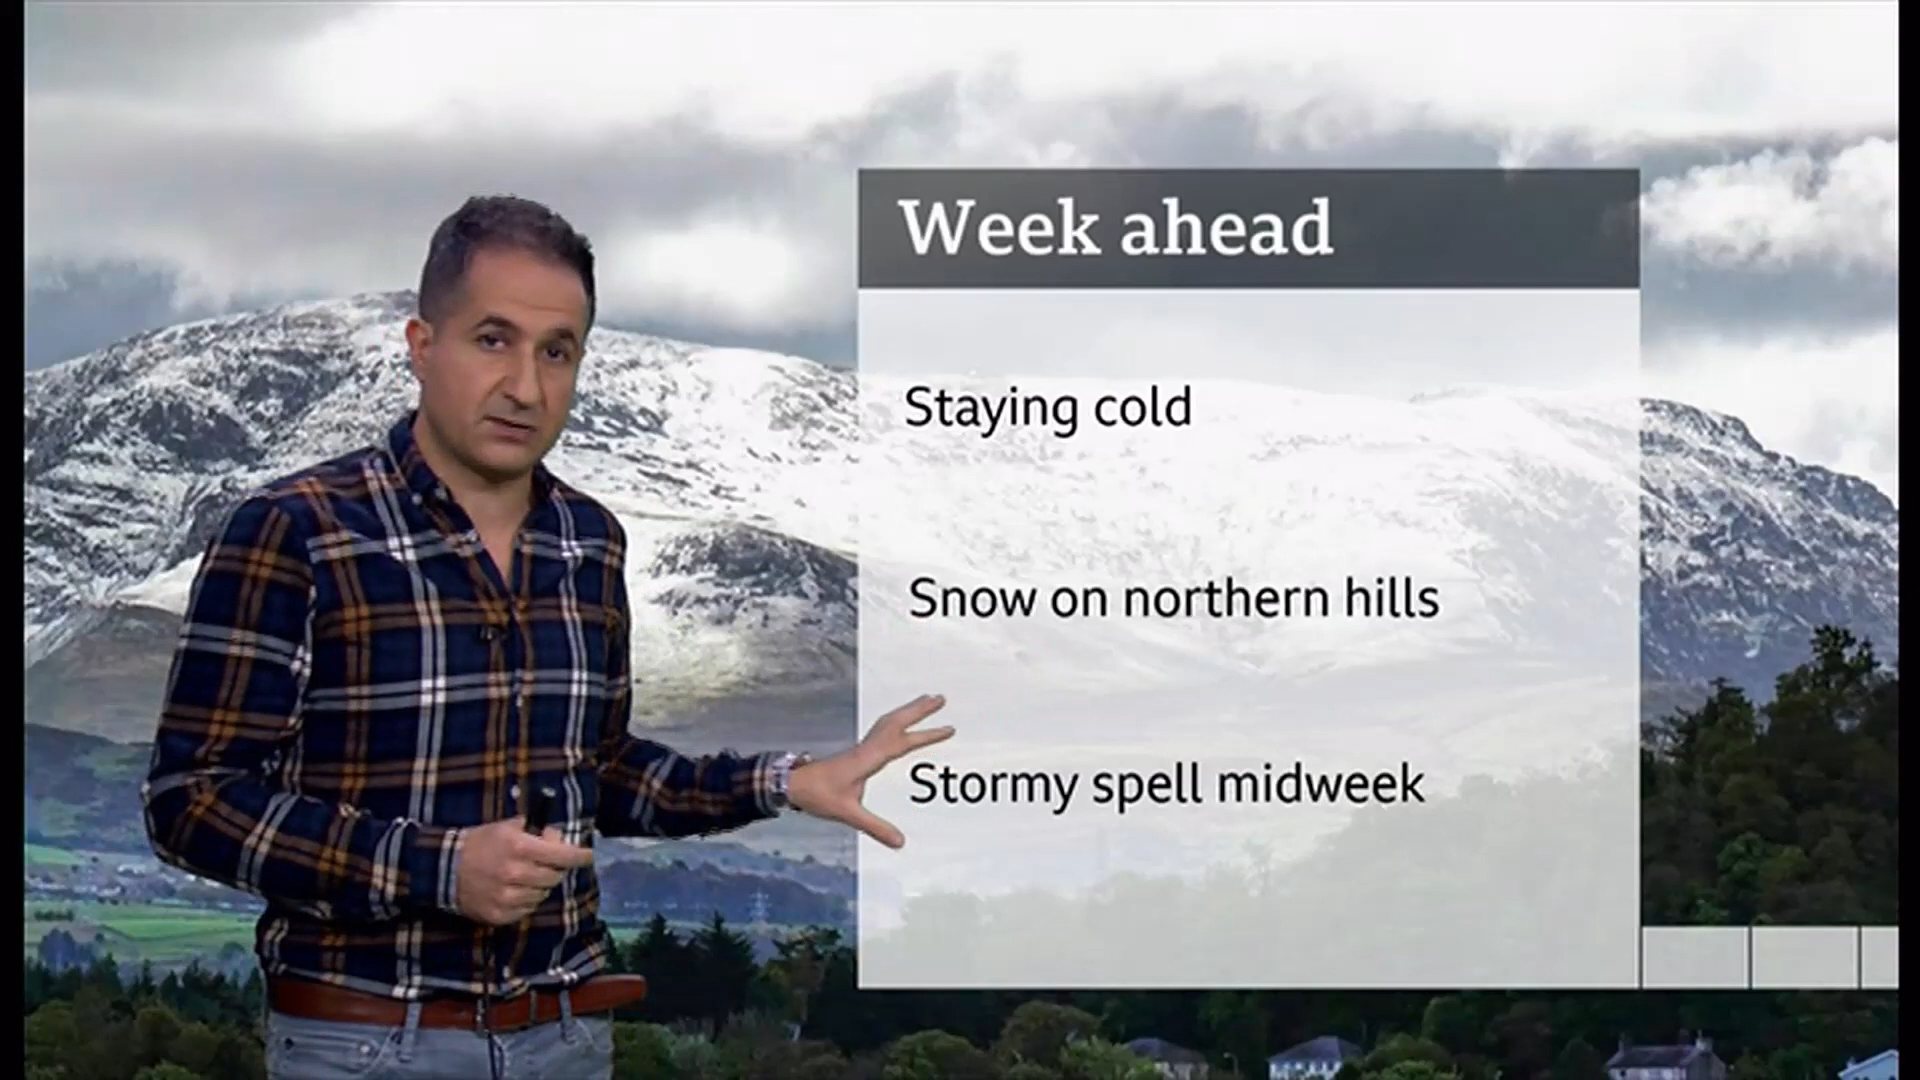 Week ahead
Staying cold
Snow on northern hills
Stormy spell midweek